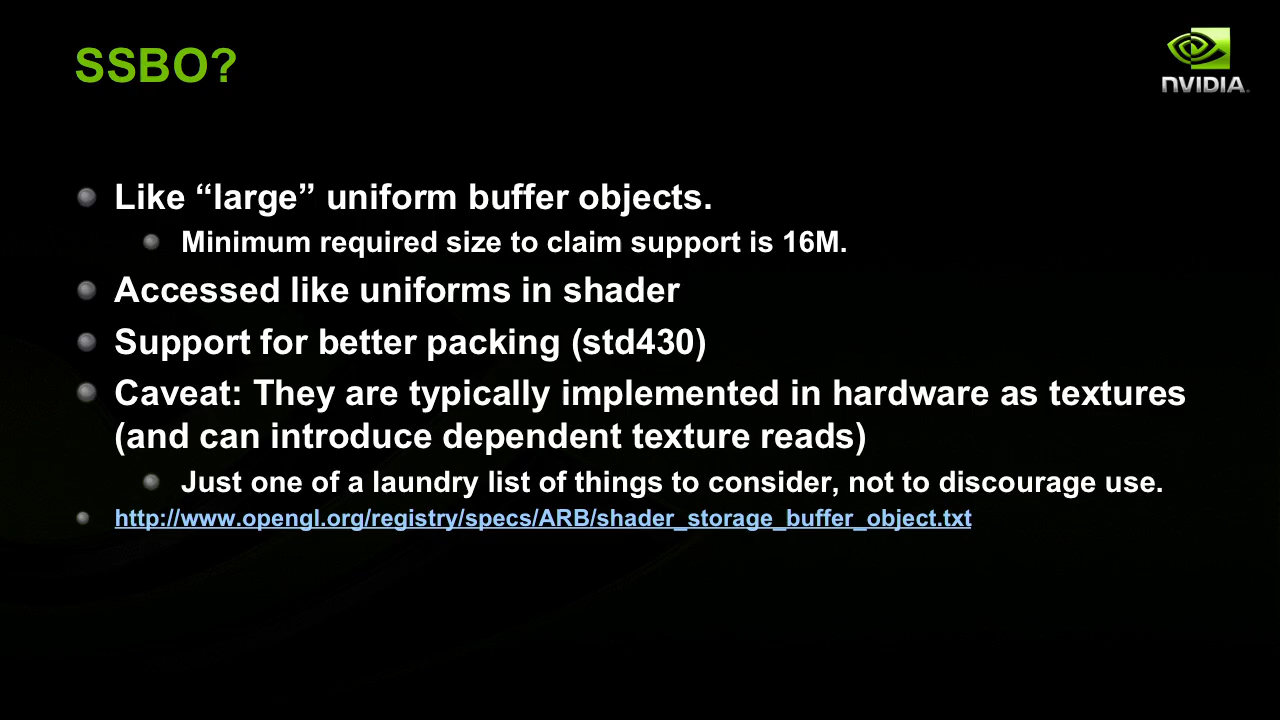 SSBO?
NVIDIA
Like “large” uniform buffer objects.
Minimum required size to claim support is 16M.
Accessed like uniforms in shader
Support for better packing (std430)
Caveat: They are typically implemented in hardware as textures
(and can introduce dependent texture reads)
Just one of a laundry list of things to consider, not to discourage use.
http://www.opengl.org/registry/specs/ARB/shader_storage_buffer_object.txt